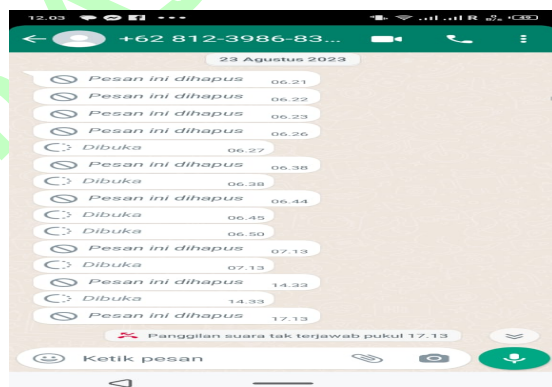 12.03
+62 812-3986-83...
23 Agustus 2023
Pesan ini dihapus 06.21
Pesan ini dihapus 06.22
Pesan ini dihapus 06.23
Pesan ini dihapus 06.26
Dibuka 06.27
Pesan ini dihapus 06.38
Dibuka 06.38
Pesan ini dihapus 06.44
Dibuka 06.45
Dibuka 06.50
Pesan ini dihapus 07.13
Dibuka 07.13
Pesan ini dihapus 14.33
Dibuka 14.33
Pesan ini dihapus 17.13
Panggilan suara tak terjawab pukul 17.13
Ketik pesan